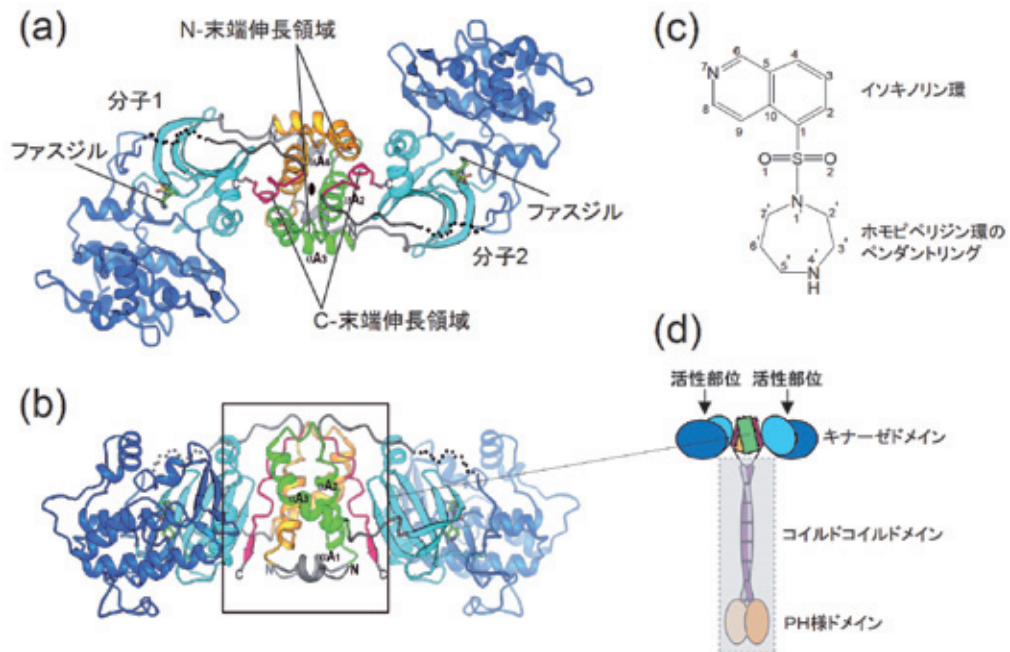 (a)
N-末端伸長領域
分子1
ファスジル
αA4
αA2
αA3
ファスジル
分子2
C-末端伸長領域
(b)
αA3
αA2
αA1
N
N
C
C
(c)
6
7
N
5
4
3
8
9
10
2
1
イソキノリン環
O
S
O
1
2
N
7'
1'
2'
6'
3'
5'
4'
N
H
ホモピペリジン環の
ペンダントリング
(d)
活性部位
活性部位
キナーゼドメイン
コイルドコイルドメイン
PH様ドメイン